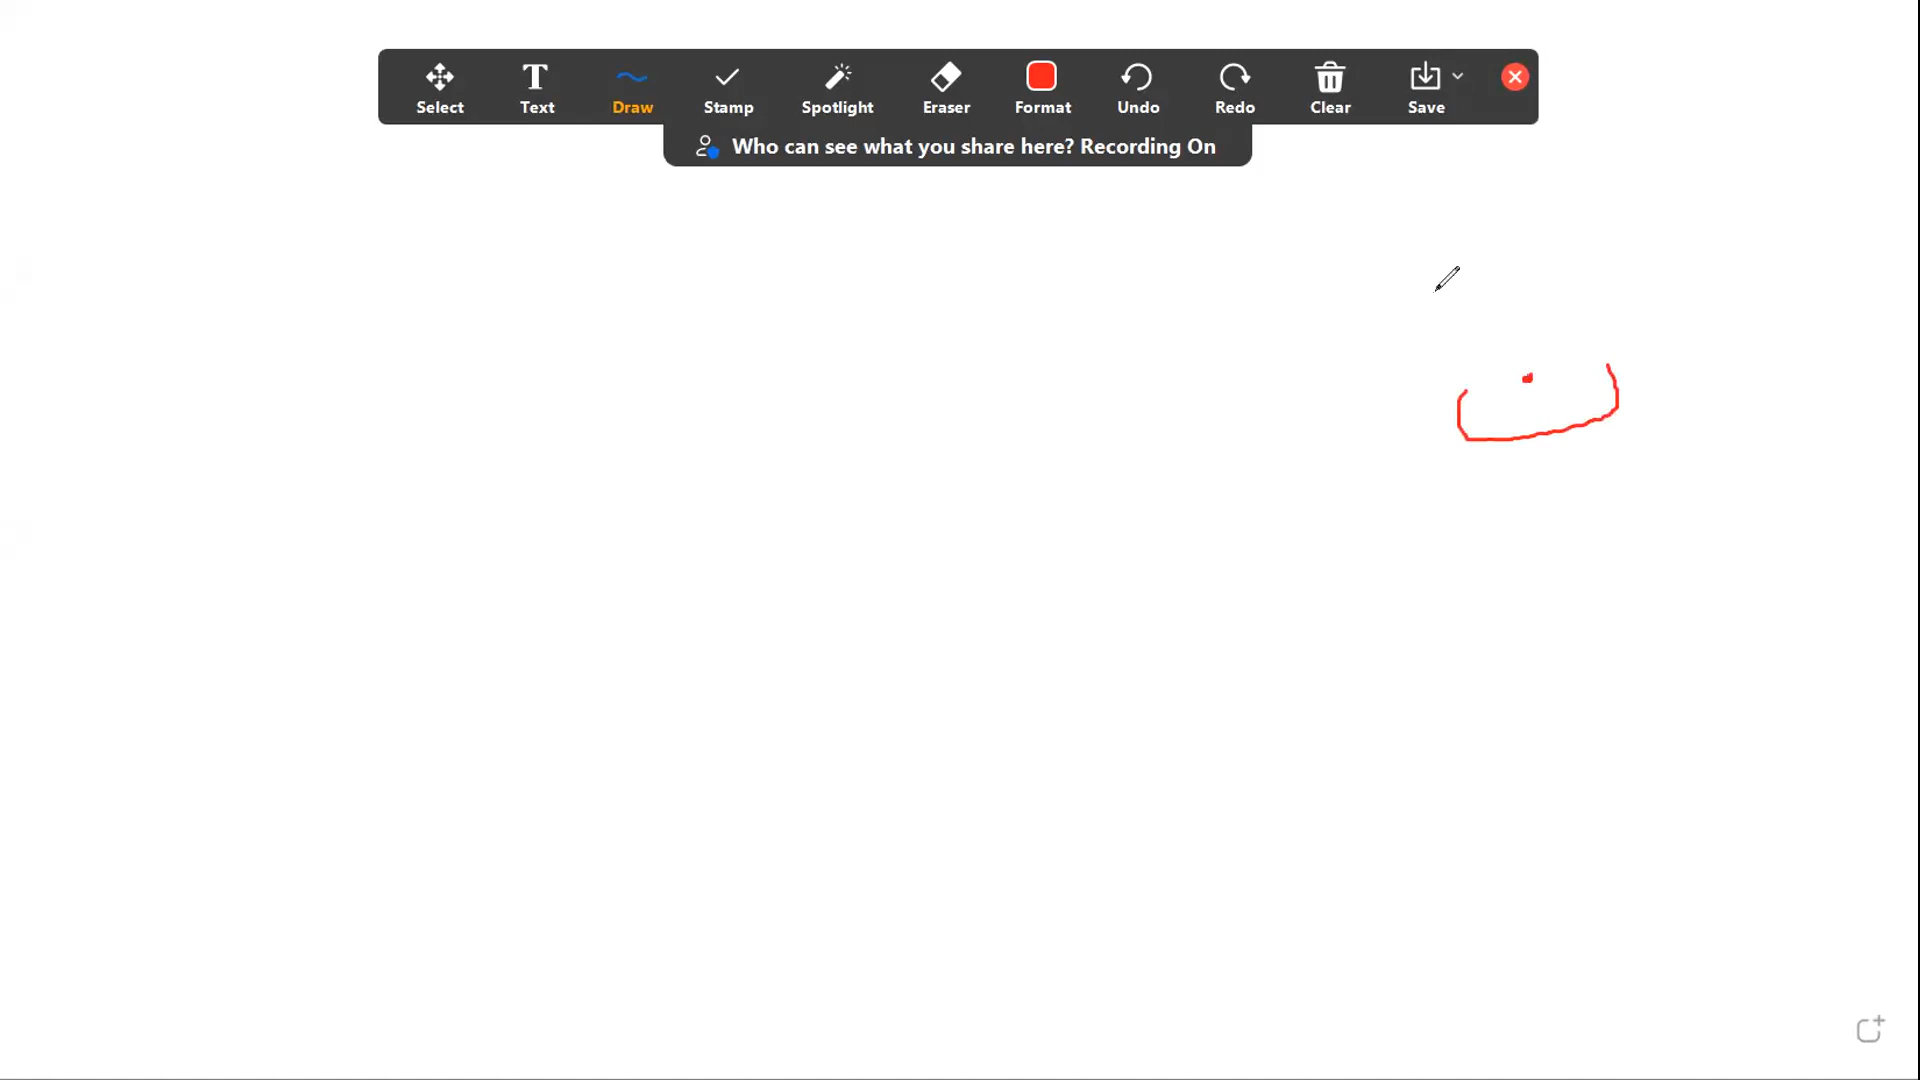 Select Text Draw Stamp Spotlight Eraser Format Undo Redo Clear Save
Who can see what you share here? Recording On
ب